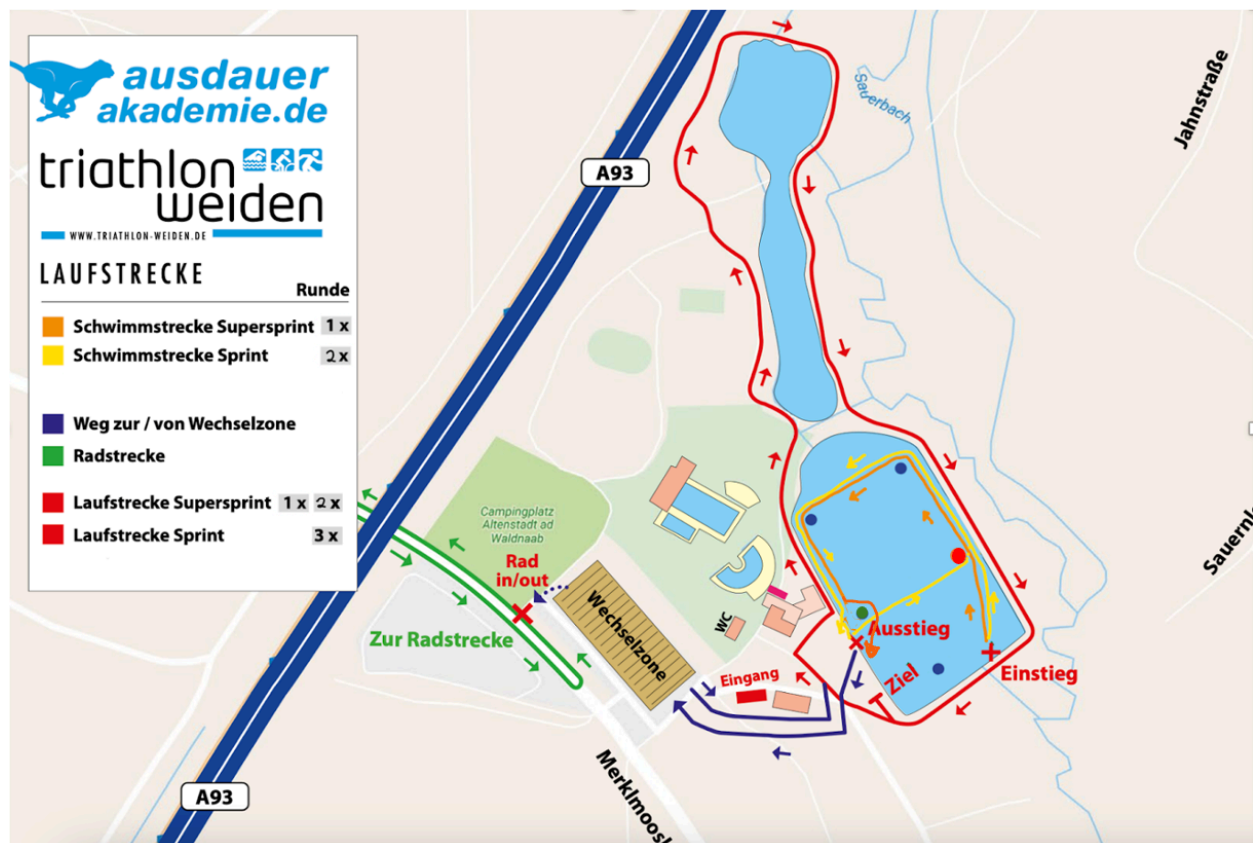 ausdauer
akademie.de
triathlon
weiden
WWW.TRIATHLON-WEIDEN.DE
LAUFSTRECKE
Runde
Schwimmstrecke Supersprint 1 x
Schwimmstrecke Sprint 2 x
Weg zur / von Wechselzone
Radstrecke
Laufstrecke Supersprint 1 x 2 x
Laufstrecke Sprint 3 x
A93
Sauerbach
Jahnstraße
Campingplatz
Altenstadt ad
Waldnaab
Rad
in/out
Zur Radstrecke
Wechselzone
WC
Eingang
Ausstieg
Ziel
Einstieg
A93